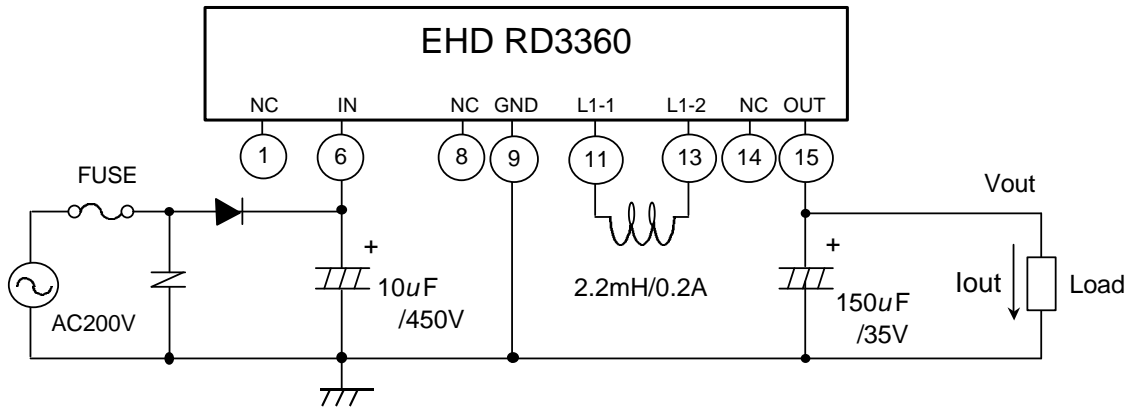 EHD RD3360
NC IN NC GND L1-1 L1-2 NC OUT
1 6 8 9 11 13 14 15
FUSE
Vout
+
+
10uF
/450V
2.2mH/0.2A
150uF
/35V
Iout
Load
AC200V